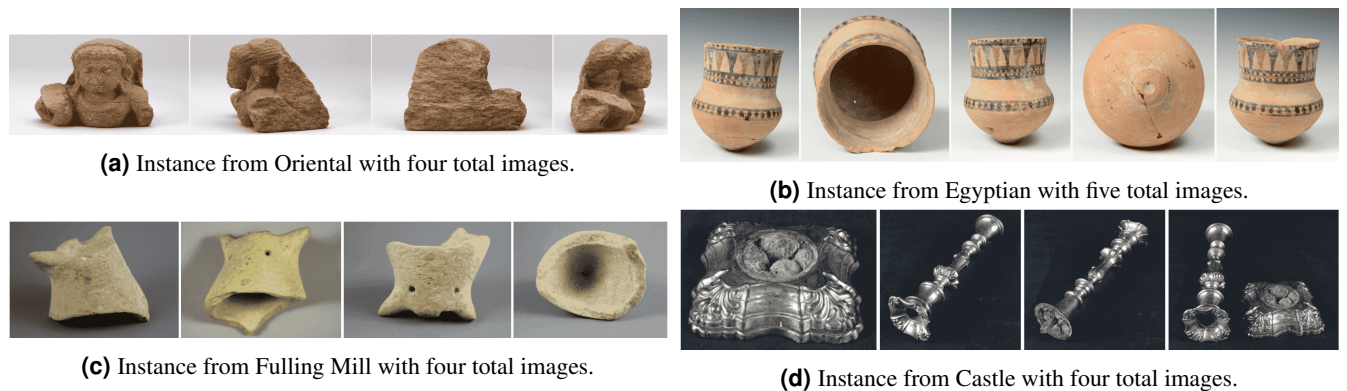 (a) Instance from Oriental with four total images.
(b) Instance from Egyptian with five total images.
(c) Instance from Fulling Mill with four total images.
(d) Instance from Castle with four total images.